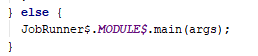 } else {
JobRunner$.MODULE$.main(args);
}